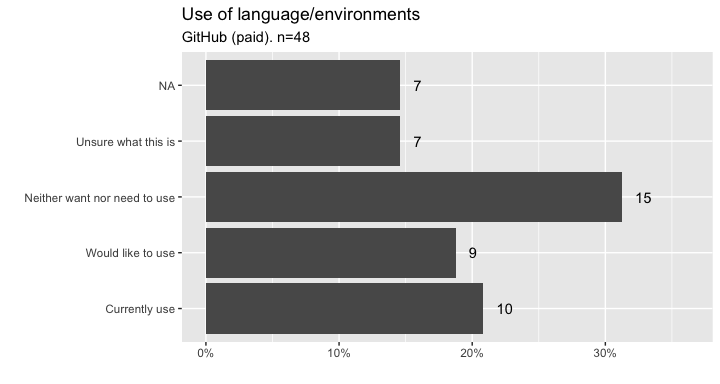 Use of language/environments
GitHub (paid). n=48
NA
7
Unsure what this is
7
Neither want nor need to use
15
Would like to use
9
Currently use
10
0%
10%
20%
30%